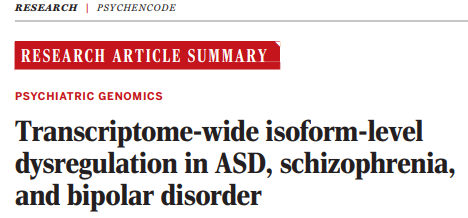 RESEARCH | PSYCHENCODE
RESEARCH ARTICLE SUMMARY
PSYCHIATRIC GENOMICS
Transcriptome-wide isoform-level
dysregulation in ASD, schizophrenia,
and bipolar disorder